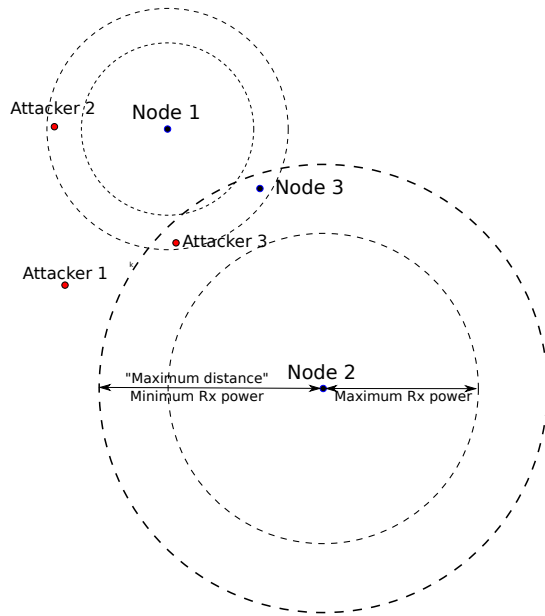 Attacker 2
Node 1
Node 3
Attacker 3
Attacker 1
k
Node 2
"Maximum distance"
Minimum Rx power
Maximum Rx power